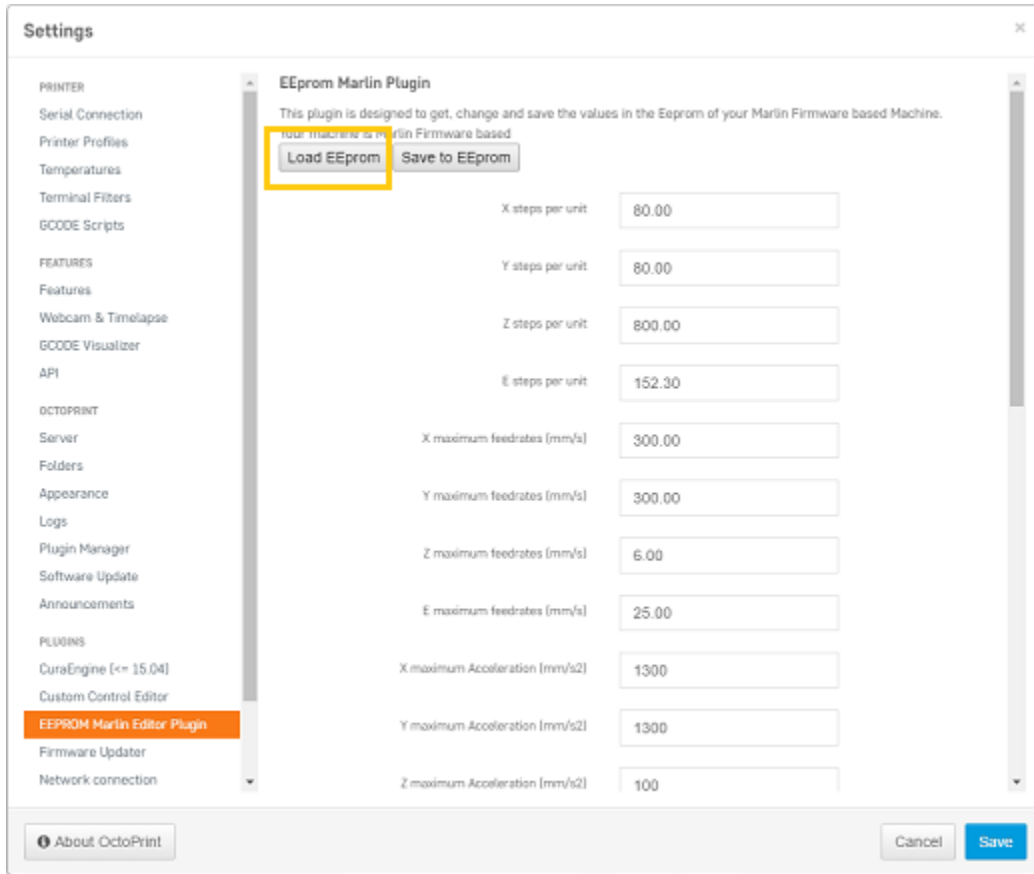 Settings
×
PRINTER
Serial Connection
Printer Profiles
Temperatures
Terminal Filters
GCODE Scripts
FEATURES
Features
Webcam & Timelapse
GCODE Visualizer
API
OCTOPRINT
Server
Folders
Appearance
Logs
Plugin Manager
Software Update
Announcements
PLUGINS
CuraEngine (<= 15.04)
Custom Control Editor
EEPROM Marlin Editor Plugin
Firmware Updater
Network connection
EEprom Marlin Plugin
This plugin is designed to get, change and save the values in the Eeprom of your Marlin Firmware based Machine.
Your machine is Marlin Firmware based
Load EEprom Save to EEprom
X steps per unit 80.00
Y steps per unit 80.00
Z steps per unit 800.00
E steps per unit 152.30
X maximum feedrates (mm/s) 300.00
Y maximum feedrates (mm/s) 300.00
Z maximum feedrates (mm/s) 6.00
E maximum feedrates (mm/s) 25.00
X maximum Acceleration (mm/s2) 1300
Y maximum Acceleration (mm/s2) 1300
Z maximum Acceleration (mm/s2) 100
About OctoPrint Cancel Save